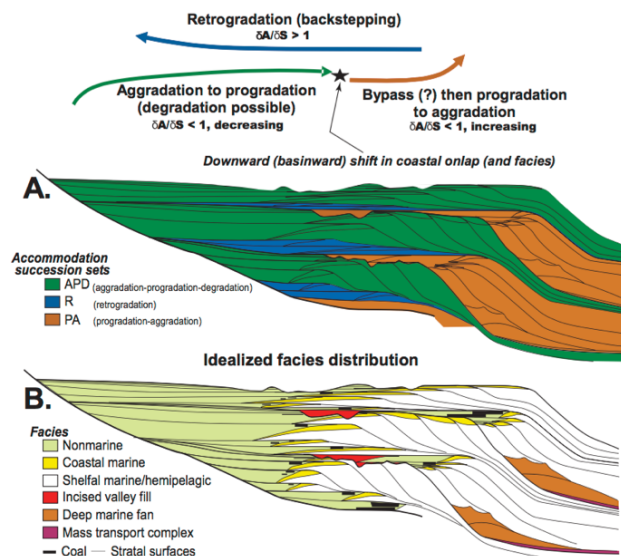 Retrogradation (backstepping)
δA/δS > 1
Aggradation to progradation
(degradation possible)
δA/δS < 1, decreasing
Bypass (?) then progradation
to aggradation
δA/δS < 1, increasing
Downward (basinward) shift in coastal onlap (and facies)
A.
Accommodation
succession sets
APD (aggradation-progradation-degradation)
R (retrogradation)
PA (progradation-aggradation)
Idealized facies distribution
B.
Facies
Nonmarine
Coastal marine
Shelfal marine/hemipelagic
Incised valley fill
Deep marine fan
Mass transport complex
Coal — Stratal surfaces